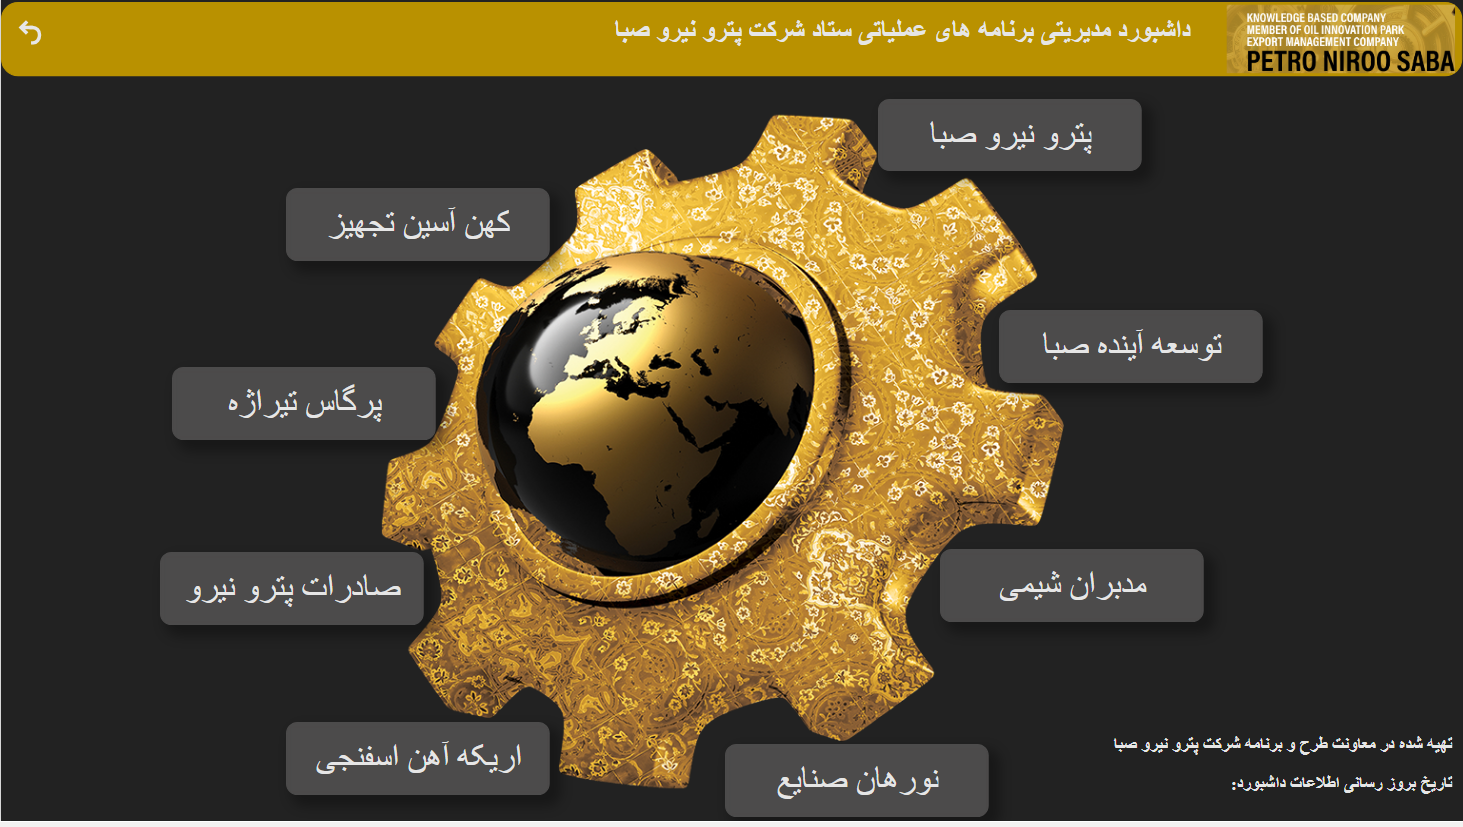 داشبورد مدیریتی برنامه های عملیاتی ستاد شرکت پترو نیرو صبا
KNOWLEDGE BASED COMPANY
MEMBER OF OIL INNOVATION PARK
EXPORT MANAGEMENT COMPANY
PETRO NIROO SABA
پترو نیرو صبا
کهن آسین تجهیز
توسعه آینده صبا
پرگاس تیراژه
مدبران شیمی
صادرات پترو نیرو
اریکه آهن اسفنجی
نورهان صنایع
تهیه شده در معاونت طرح و برنامه شرکت پترو نیرو صبا
تاریخ بروز رسانی اطلاعات داشبورد: